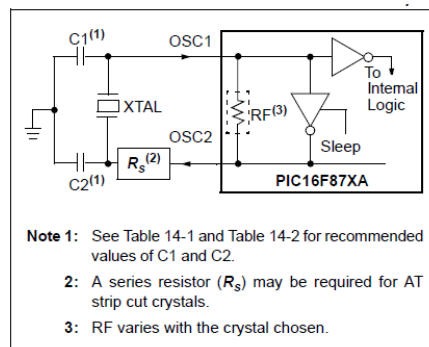 C1(1)
OSC1
To
Internal
Logic
XTAL
RF(3)
OSC2
Sleep
C2(1)
RS(2)
PIC16F87XA
Note 1: See Table 14-1 and Table 14-2 for recommended
values of C1 and C2.
2: A series resistor (RS) may be required for AT
strip cut crystals.
3: RF varies with the crystal chosen.